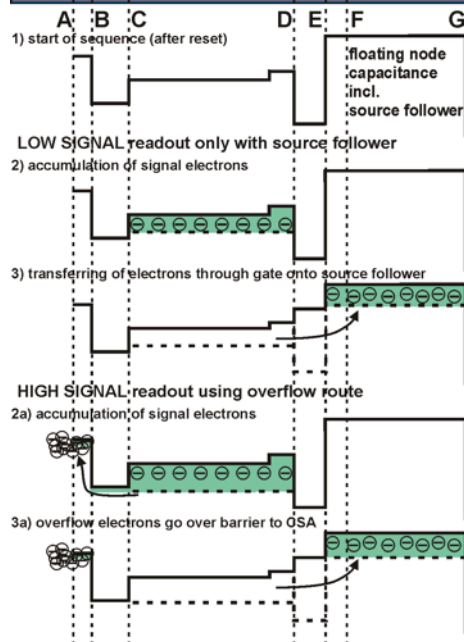 A B C D E F G
1) start of sequence (after reset)
floating node
capacitance
incl.
source follower
LOW SIGNAL readout only with source follower
2) accumulation of signal electrons
3) transferring of electrons through gate onto source follower
HIGH SIGNAL readout using overflow route
2a) accumulation of signal electrons
3a) overflow electrons go over barrier to OSA